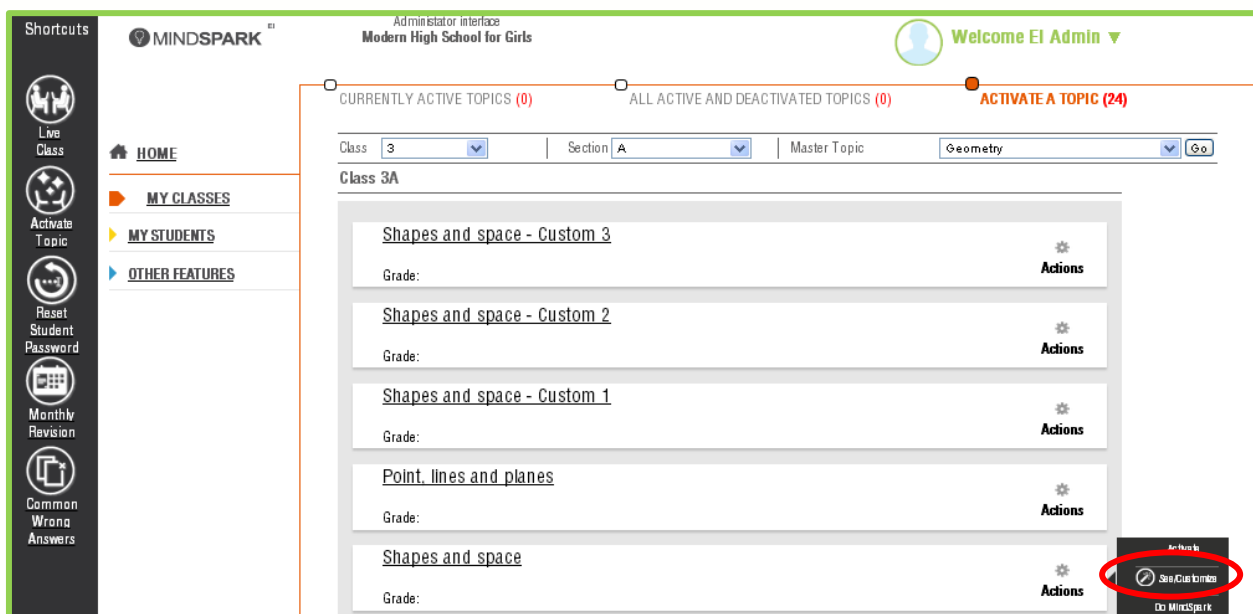 Shortcuts
MINDSPARK EI
Administator interface
Modern High School for Girls
Welcome EI Admin ▼
CURRENTLY ACTIVE TOPICS (0)
ALL ACTIVE AND DEACTIVATED TOPICS (0)
ACTIVATE A TOPIC (24)
Live
Class
Activate
Topic
Reset
Student
Password
Monthly
Revision
Common
Wrong
Answers
HOME
MY CLASSES
MY STUDENTS
OTHER FEATURES
Class 3 Section A Master Topic Geometry Go
Class 3A
Shapes and space - Custom 3
Grade:
Actions
Shapes and space - Custom 2
Grade:
Actions
Shapes and space - Custom 1
Grade:
Actions
Point, lines and planes
Grade:
Actions
Shapes and space
Grade:
Actions
Activate
See/Customize
Do MindSpark